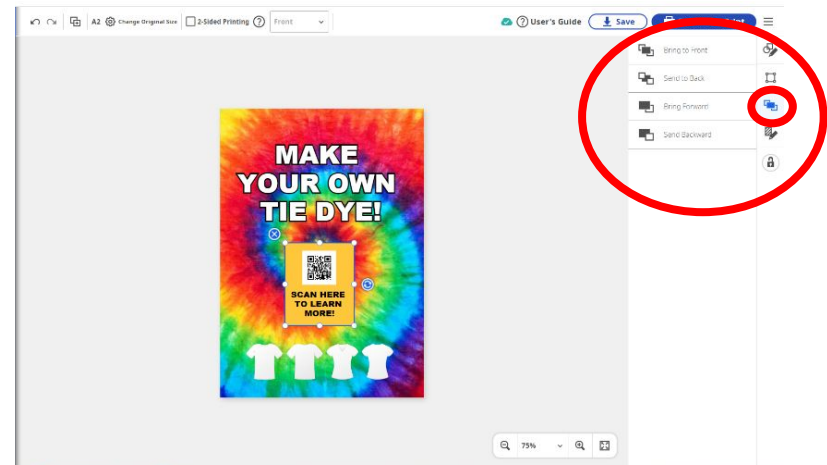 A2 Change Original Size 2-Sided Printing ? Front ? User's Guide Save
Bring to Front
Send to Back
Bring Forward
Send Backward
MAKE
YOUR OWN
TIE DYE!
SCAN HERE
TO LEARN
MORE!
75%